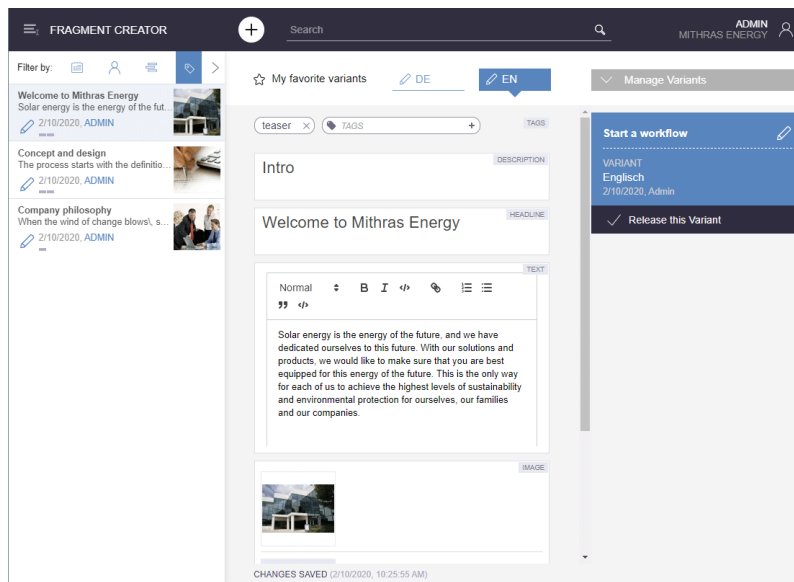 FRAGMENT CREATOR
Search
ADMIN
MITHRAS ENERGY
Filter by:
Welcome to Mithras Energy
Solar energy is the energy of the fut...
2/10/2020, ADMIN
Concept and design
The process starts with the definitio...
2/10/2020, ADMIN
Company philosophy
When the wind of change blows\, s...
2/10/2020, ADMIN
My favorite variants
DE
EN
teaser
TAGS
TAGS
DESCRIPTION
Intro
HEADLINE
Welcome to Mithras Energy
TEXT
Normal
B I
Solar energy is the energy of the future, and we have
dedicated ourselves to this future. With our solutions and
products, we would like to make sure that you are best
equipped for this energy of the future. This is the only way
for each of us to achieve the highest levels of sustainability
and environmental protection for ourselves, our families
and our companies.
IMAGE
CHANGES SAVED (2/10/2020, 10:25:55 AM)
Manage Variants
Start a workflow
VARIANT
Englisch
2/10/2020, Admin
Release this Variant